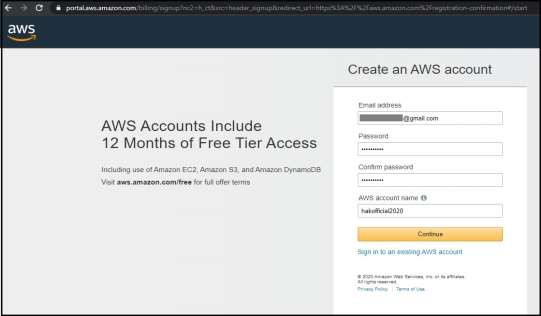 portal.aws.amazon.com/billing/signup?nc2=h_ct&src=header_signup&redirect_url=https%3A%2F%2Faws.amazon.com%2Fregistration-confirmation#/start
aws
Create an AWS account
Email address
@gmail.com
AWS Accounts Include
12 Months of Free Tier Access
Password
••••••••••
Including use of Amazon EC2, Amazon S3, and Amazon DynamoDB
Visit aws.amazon.com/free for full offer terms
Confirm password
••••••••••
AWS account name
hakofficial2020
Continue
Sign in to an existing AWS account
© 2020 Amazon Web Services, Inc. or its affiliates.
All rights reserved.
Privacy Policy | Terms of Use